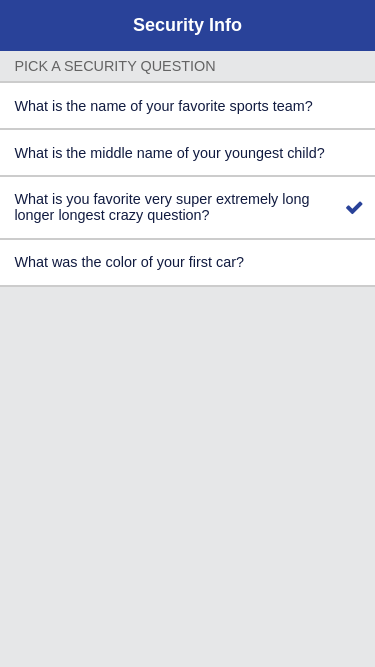 Security Info
PICK A SECURITY QUESTION
What is the name of your favorite sports team?
What is the middle name of your youngest child?
What is you favorite very super extremely long
longer longest crazy question?
What was the color of your first car?